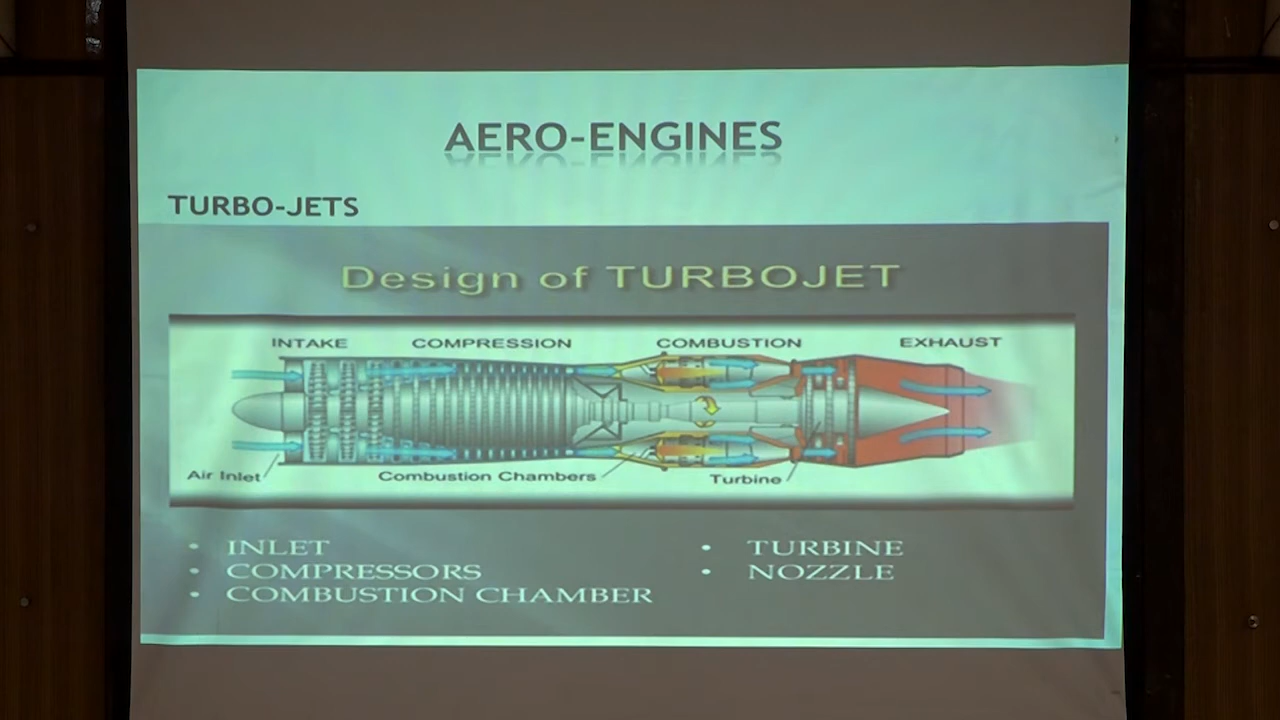 AERO-ENGINES
TURBO-JETS
Design of TURBOJET
INTAKE COMPRESSION COMBUSTION EXHAUST
Air Inlet Combustion Chambers Turbine
• INLET
• COMPRESSORS
• COMBUSTION CHAMBER
• TURBINE
• NOZZLE